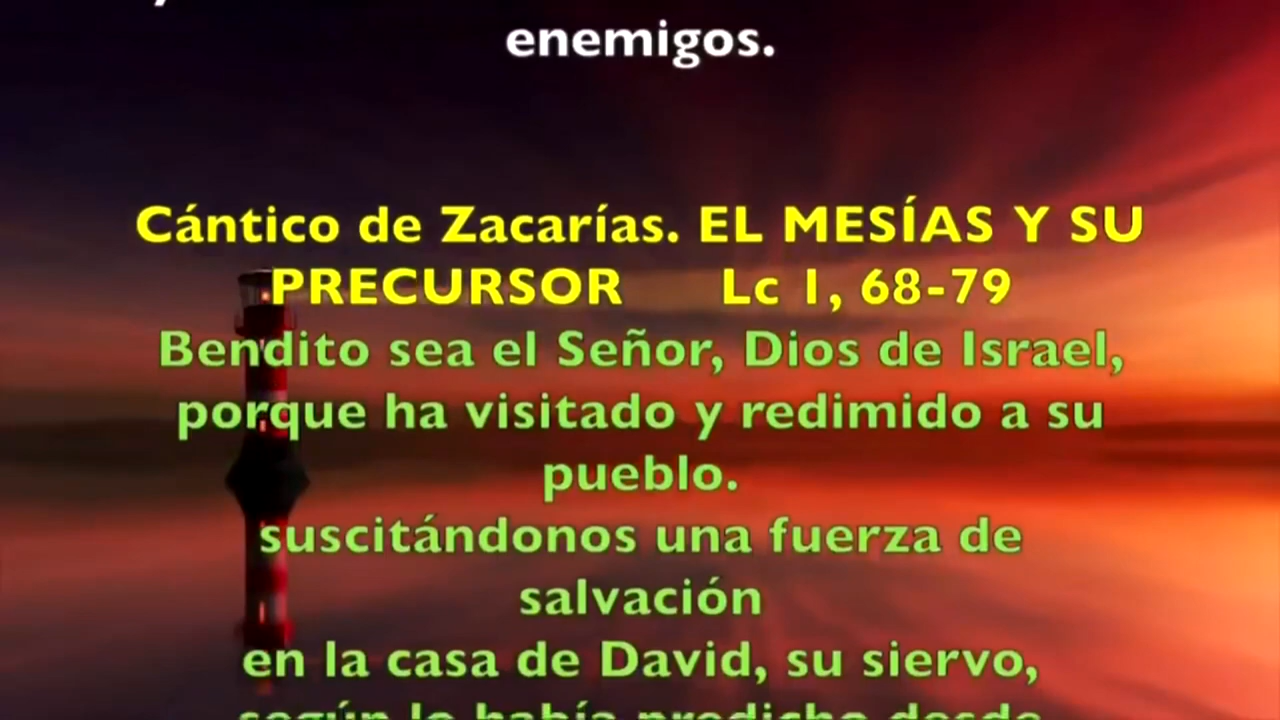 enemigos.
Cántico de Zacarías. EL MESÍAS Y SU
PRECURSOR Lc 1, 68-79
Bendito sea el Señor, Dios de Israel,
porque ha visitado y redimido a su
pueblo.
suscitándonos una fuerza de
salvación
en la casa de David, su siervo,
según lo había predicho desde